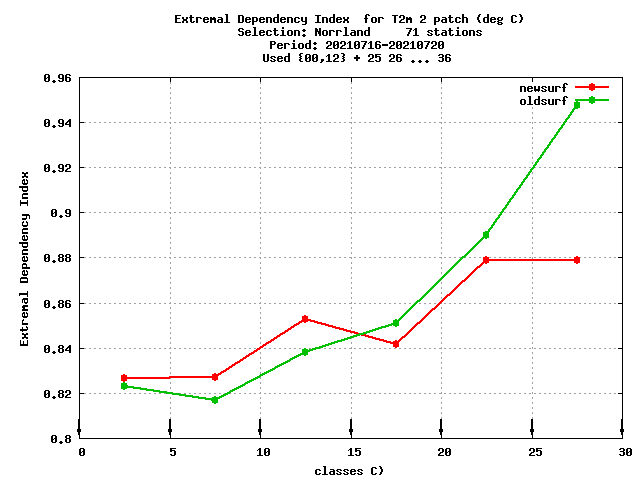 Extremal Dependency Index  for T2m 2 patch (deg C)
Selection: Norrland     71 stations
Period: 20210716-20210720
Used {00,12} + 25 26 ... 36
newsurf
oldsurf
0.96
0.94
0.92
0.9
0.88
0.86
0.84
0.82
0.8
Extremal Dependency Index
0 5 10 15 20 25 30
classes C)